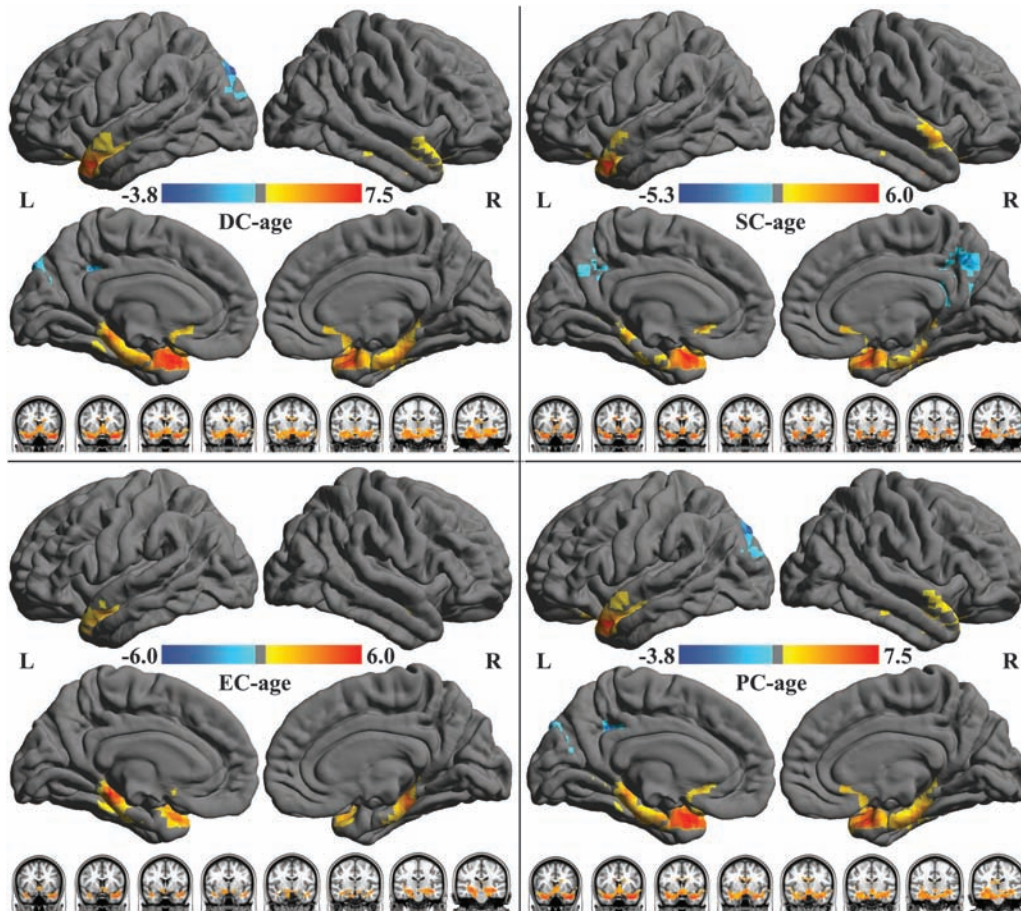 L -3.8 7.5 R
DC-age
L -5.3 6.0 R
SC-age
L -6.0 6.0 R
EC-age
L -3.8 7.5 R
PC-age